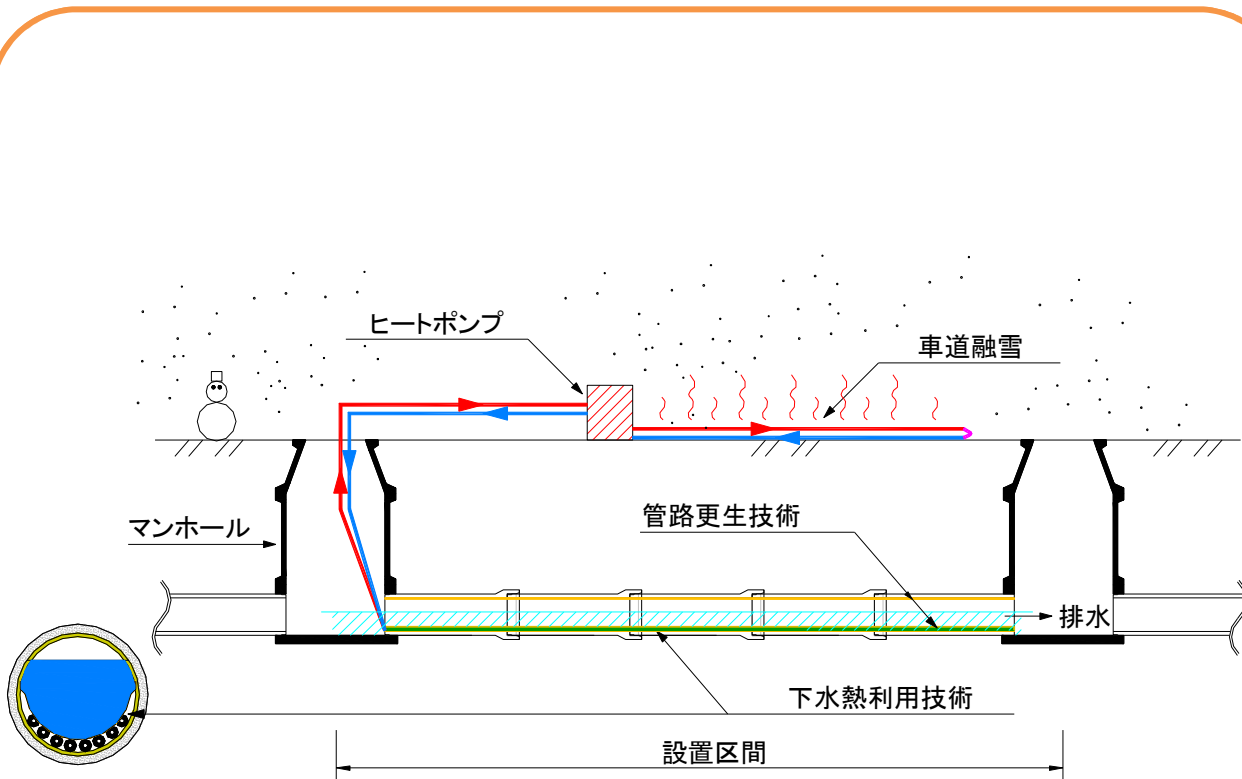 ヒートポンプ
車道融雪
マンホール
管路更生技術
排水
下水熱利用技術
設置区間